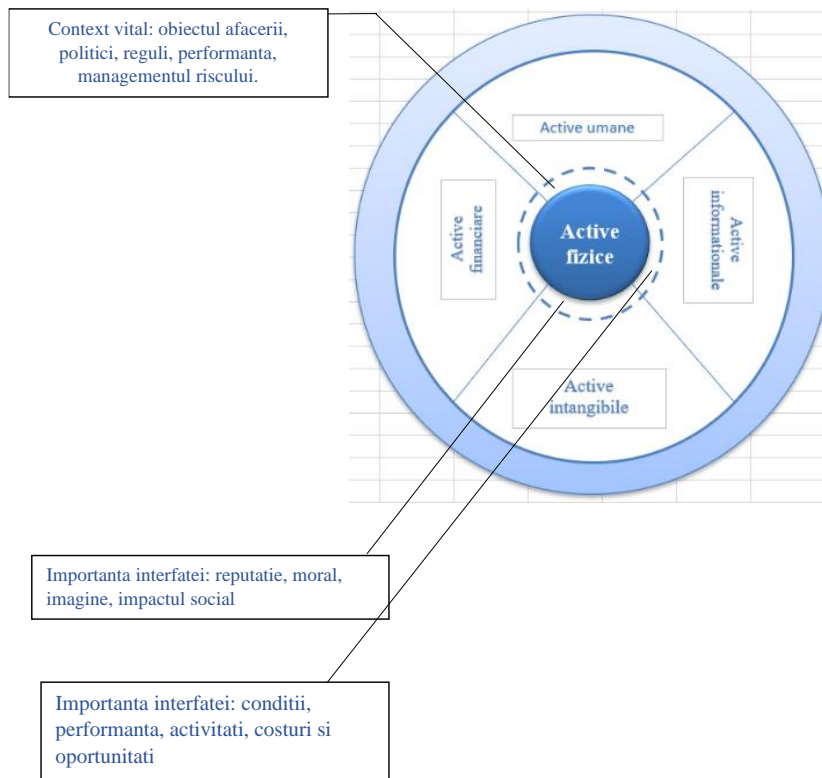 Context vital: obiectul afacerii,
politici, reguli, performanta,
managementul riscului.
Active umane
Active
financiare
Active
fizice
Active
informationale
Active
intangibile
Importanta interfatei: reputatie, moral,
imagine, impactul social
Importanta interfatei: conditii,
performanta, activitati, costuri si
oportunitati